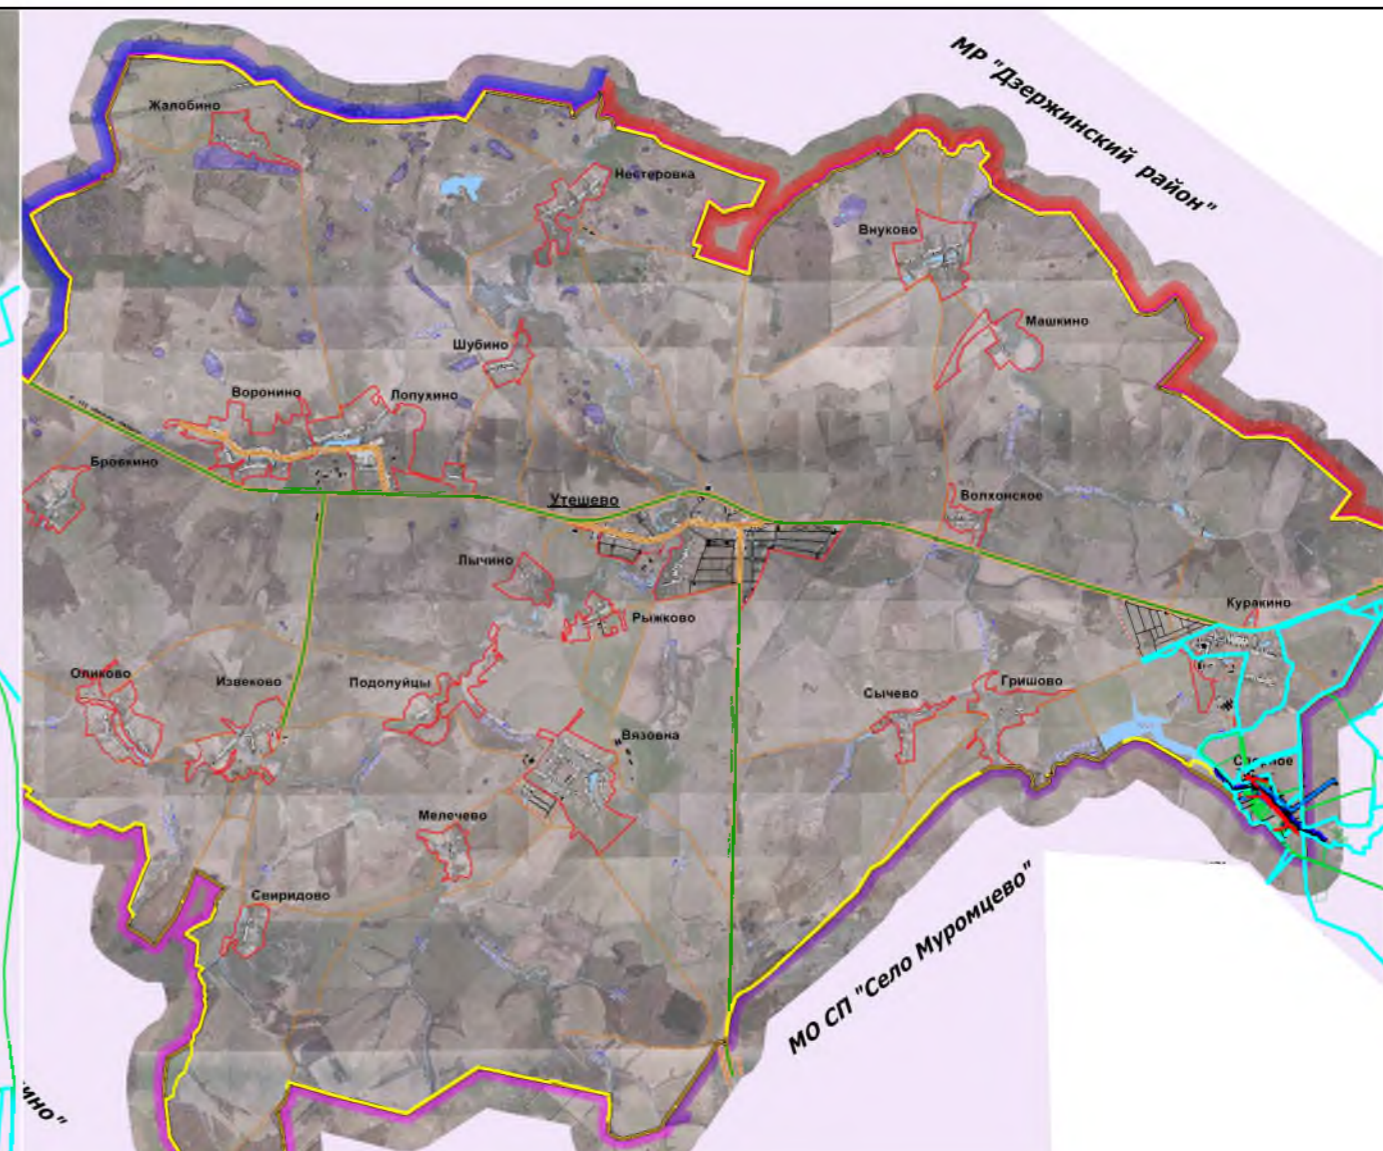 МР "Дзержинский район"
Жалобино
Нестеровка
Внуково
Машкино
Шубино
Воронино
Лопухино
Бровкино
Утешево
Волхонское
Лычино
Рыжково
Куракино
Оликово
Извеково
Подолуйцы
Сычево
Гришово
Вязовна
Мелечево
Свиридово
МО СП "Село Муромцево"